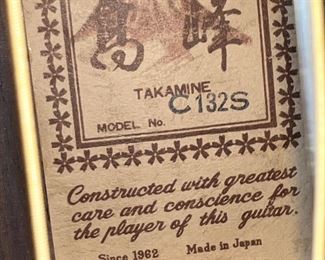 高峰
TAKAMINE
MODEL No. C132S
Constructed with greatest
care and conscience for
the player of this guitar.
Since 1962 Made in Japan